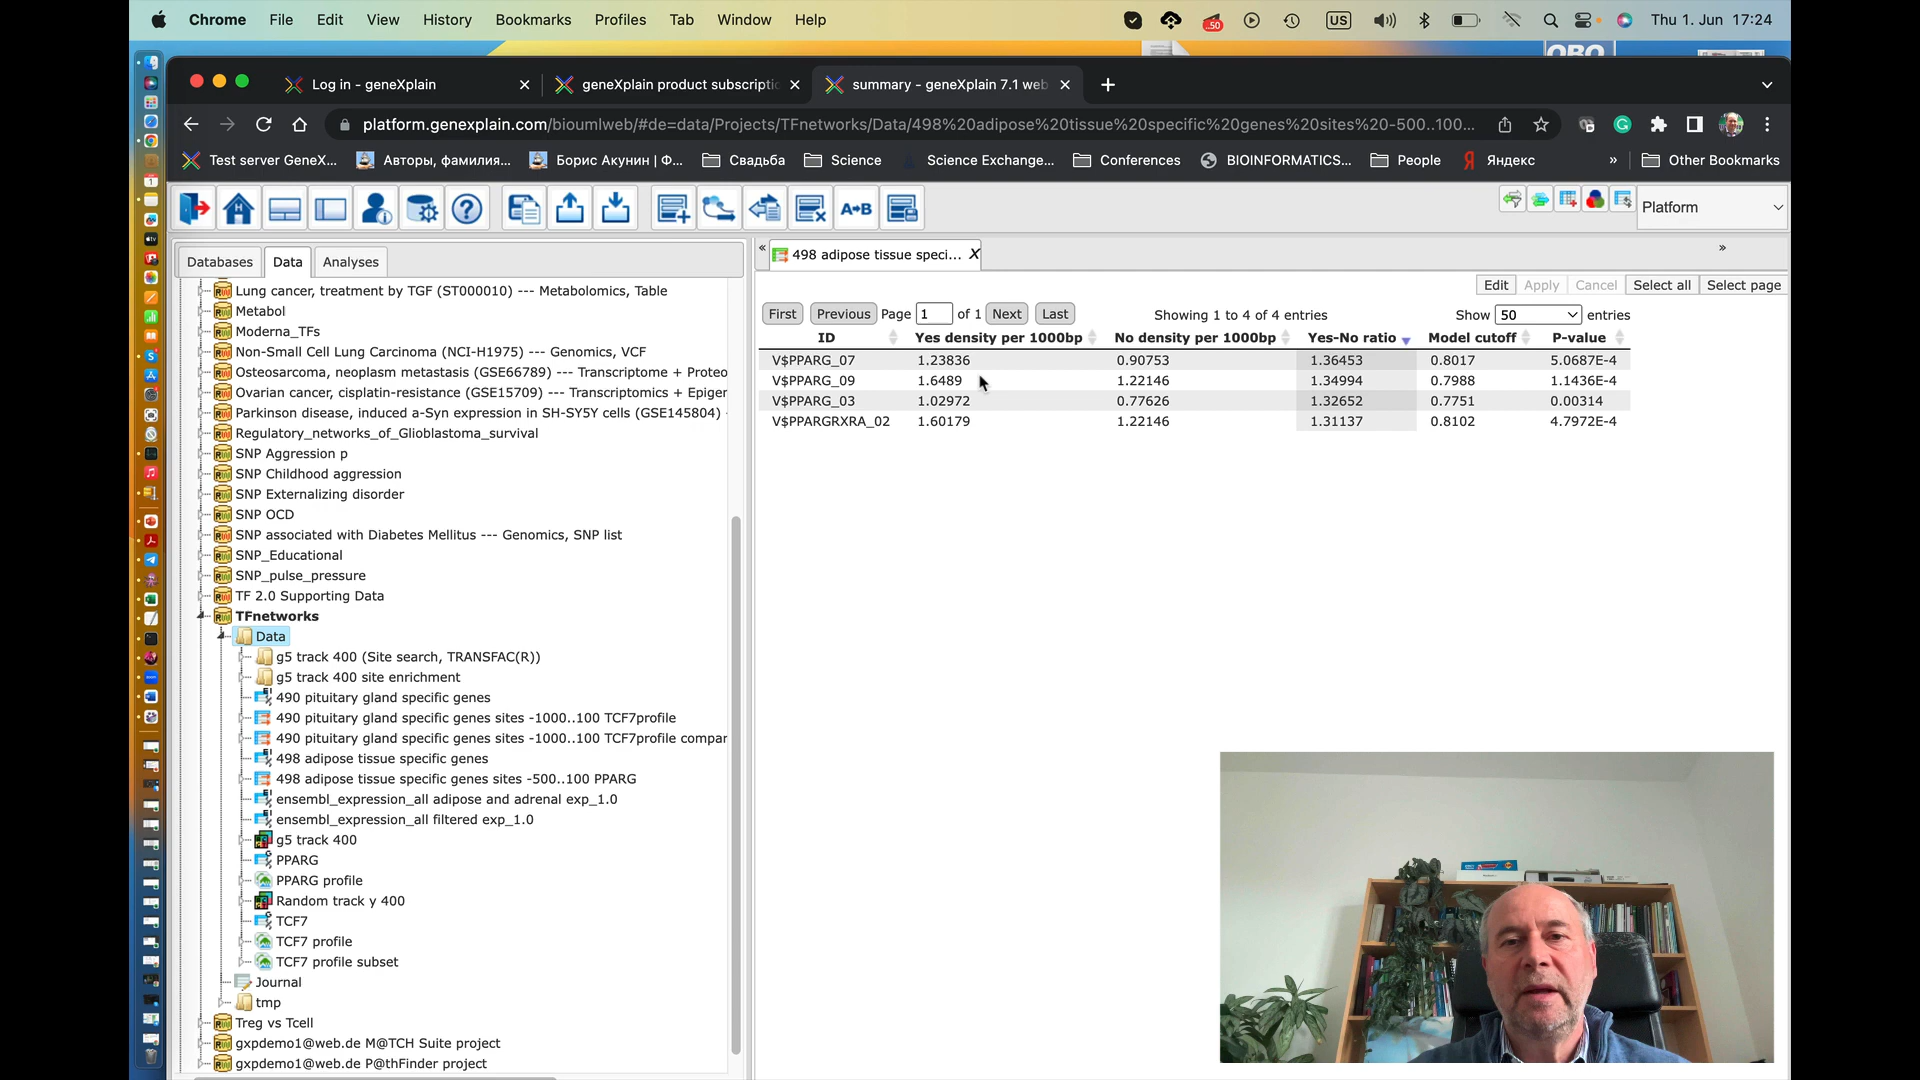 Chrome File Edit View History Bookmarks Profiles Tab Window Help
50
US
Thu 1. Jun 17:24
Log in - geneXplain
geneXplain product subscripti
summary - geneXplain 7.1 web
platform.genexplain.com/bioumlweb/#de=data/Projects/TFnetworks/Data/498%20adipose%20tissue%20specific%20genes%20sites%20-500..100...
Test server GeneX... Авторы, фамилия... Борис Акунин | Ф... Свадьба Science Science Exchange... Conferences BIOINFORMATICS... People Яндекс » Other Bookmarks
A▸B
Platform
Databases Data Analyses
« 498 adipose tissue speci... X »
Edit Apply Cancel Select all Select page
First Previous Page 1 of 1 Next Last Showing 1 to 4 of 4 entries Show 50 entries
ID Yes density per 1000bp No density per 1000bp Yes-No ratio Model cutoff P-value
V$PPARG_07 1.23836 0.90753 1.36453 0.8017 5.0687E-4
V$PPARG_09 1.6489 1.22146 1.34994 0.7988 1.1436E-4
V$PPARG_03 1.02972 0.77626 1.32652 0.7751 0.00314
V$PPARGRXRA_02 1.60179 1.22146 1.31137 0.8102 4.7972E-4
Lung cancer, treatment by TGF (ST000010) --- Metabolomics, Table
Metabol
Moderna_TFs
Non-Small Cell Lung Carcinoma (NCI-H1975) --- Genomics, VCF
Osteosarcoma, neoplasm metastasis (GSE66789) --- Transcriptome + Proteo
Ovarian cancer, cisplatin-resistance (GSE15709) --- Transcriptomics + Epiger
Parkinson disease, induced a-Syn expression in SH-SY5Y cells (GSE145804) -
Regulatory_networks_of_Glioblastoma_survival
SNP Aggression p
SNP Childhood aggression
SNP Externalizing disorder
SNP OCD
SNP associated with Diabetes Mellitus --- Genomics, SNP list
SNP_Educational
SNP_pulse_pressure
TF 2.0 Supporting Data
TFnetworks
Data
g5 track 400 (Site search, TRANSFAC(R))
g5 track 400 site enrichment
490 pituitary gland specific genes
490 pituitary gland specific genes sites -1000..100 TCF7profile
490 pituitary gland specific genes sites -1000..100 TCF7profile compar
498 adipose tissue specific genes
498 adipose tissue specific genes sites -500..100 PPARG
ensembl_expression_all adipose and adrenal exp_1.0
ensembl_expression_all filtered exp_1.0
g5 track 400
PPARG
PPARG profile
Random track y 400
TCF7
TCF7 profile
TCF7 profile subset
Journal
tmp
Treg vs Tcell
gxpdemo1@web.de M@TCH Suite project
gxpdemo1@web.de P@thFinder project